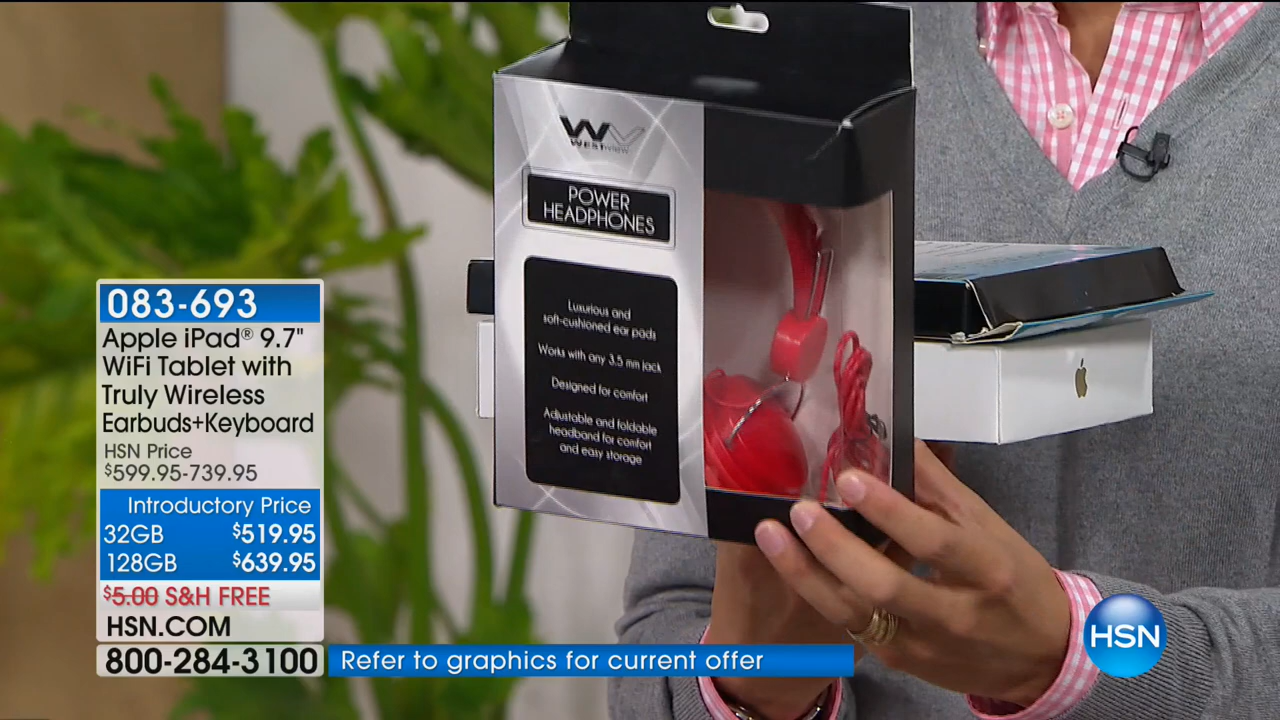 WESTVIEW
POWER
HEADPHONES
Luxurious and
soft-cushioned ear pads
Works with any 3.5 mm jack
Designed for comfort
Adjustable and foldable
headband for comfort
and easy storage
083-693
Apple iPad® 9.7"
WiFi Tablet with
Truly Wireless
Earbuds+Keyboard
HSN Price
$599.95-739.95
Introductory Price
32GB $519.95
128GB $639.95
$5.00 S&H FREE
HSN.COM
800-284-3100
Refer to graphics for current offer
HSN